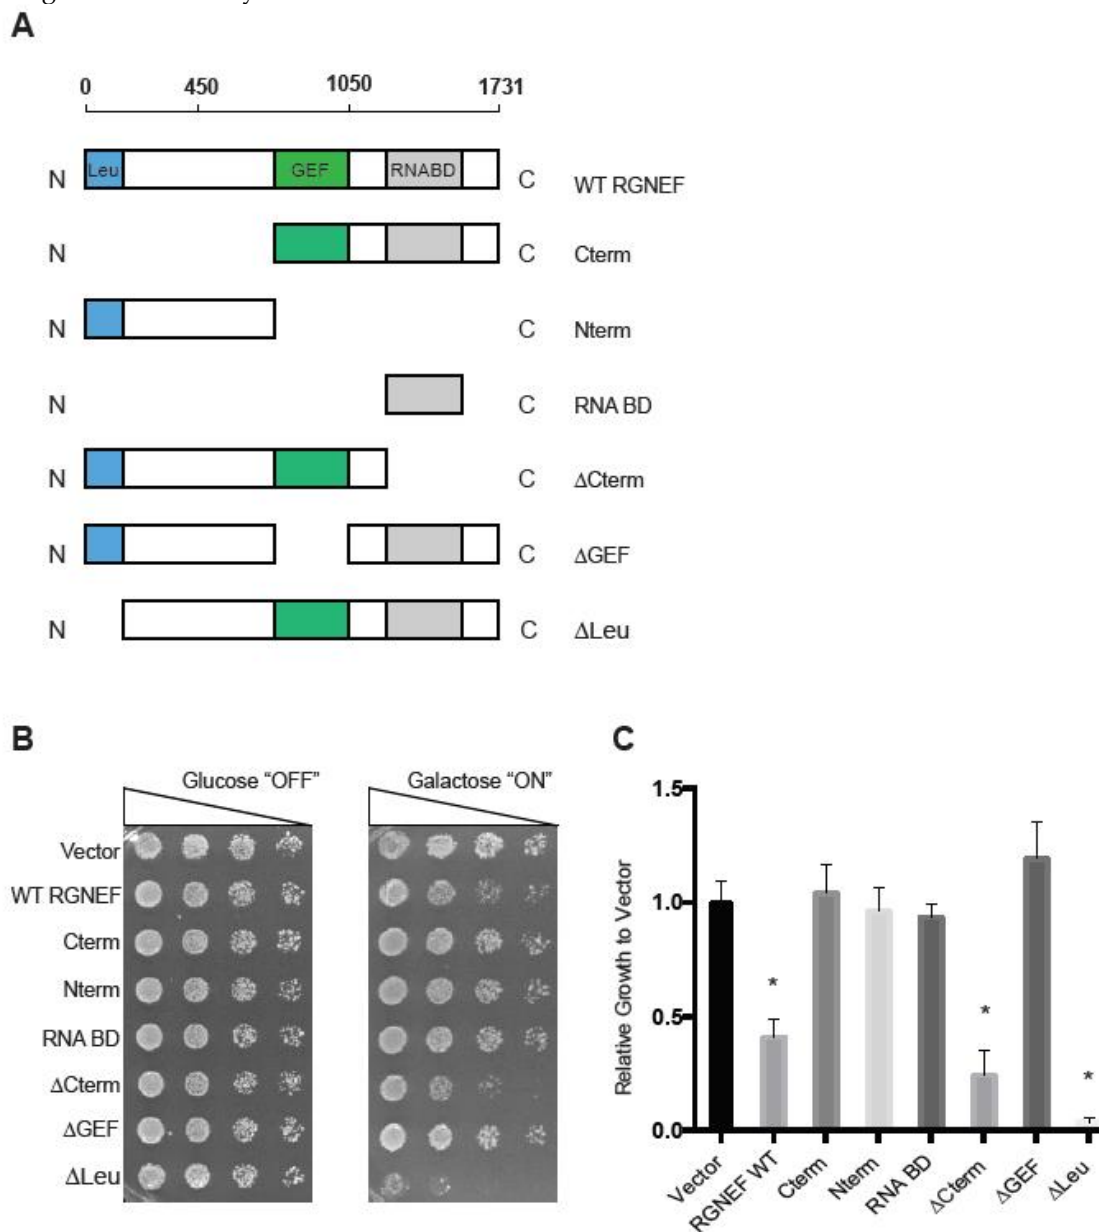 A
0 450 1050 1731
N Leu GEF RNABD C WT RGNEF
N C Cterm
N C Nterm
N C RNA BD
N C ΔCterm
N C ΔGEF
N C ΔLeu
B
Glucose “OFF” Galactose “ON”
Vector
WT RGNEF
Cterm
Nterm
RNA BD
ΔCterm
ΔGEF
ΔLeu
C
Relative Growth to Vector
1.5
1.0
0.5
0.0
*
*
*
Vector
RGNEF WT
Cterm
Nterm
RNA BD
ΔCterm
ΔGEF
ΔLeu